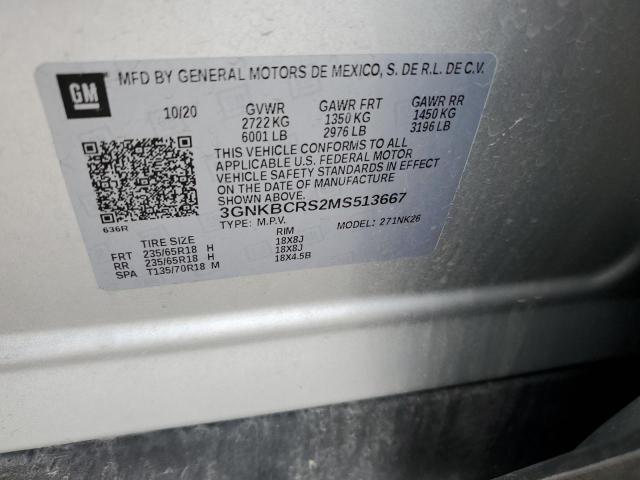 GM
MFD BY GENERAL MOTORS DE MEXICO, S. DE R.L. DE C.V.
10/20 GVWR GAWR FRT GAWR RR
2722 KG 1350 KG 1450 KG
6001 LB 2976 LB 3196 LB
THIS VEHICLE CONFORMS TO ALL
APPLICABLE U.S. FEDERAL MOTOR
VEHICLE SAFETY STANDARDS IN EFFECT
ON THE DATE OF MANUFACTURE
3GNKBCRS2MS513667
636R TYPE: M.P.V. MODEL: 271NK26
TIRE SIZE RIM
FRT 235/65R18 H 18X8J
RR 235/65R18 H 18X8J
SPA T135/70R18 M 18X4.5B